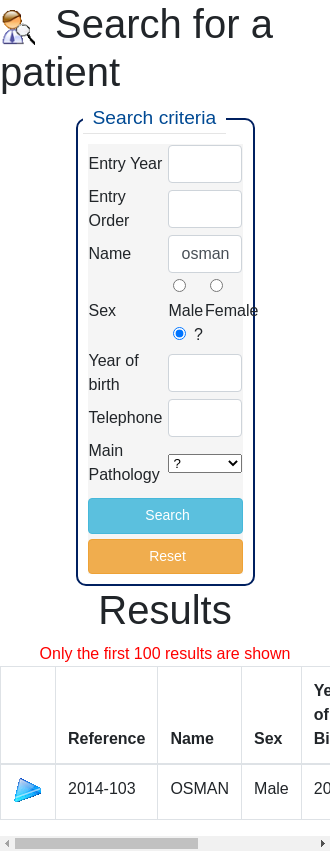 Search for a
patient
Search criteria
Entry Year
Entry
Order
Name osman
Sex Male Female
?
Year of
birth
Telephone
Main
Pathology ?
Search
Reset
Results
Only the first 100 results are shown
Reference Name Sex Ye
of
Bi
2014-103 OSMAN Male 20